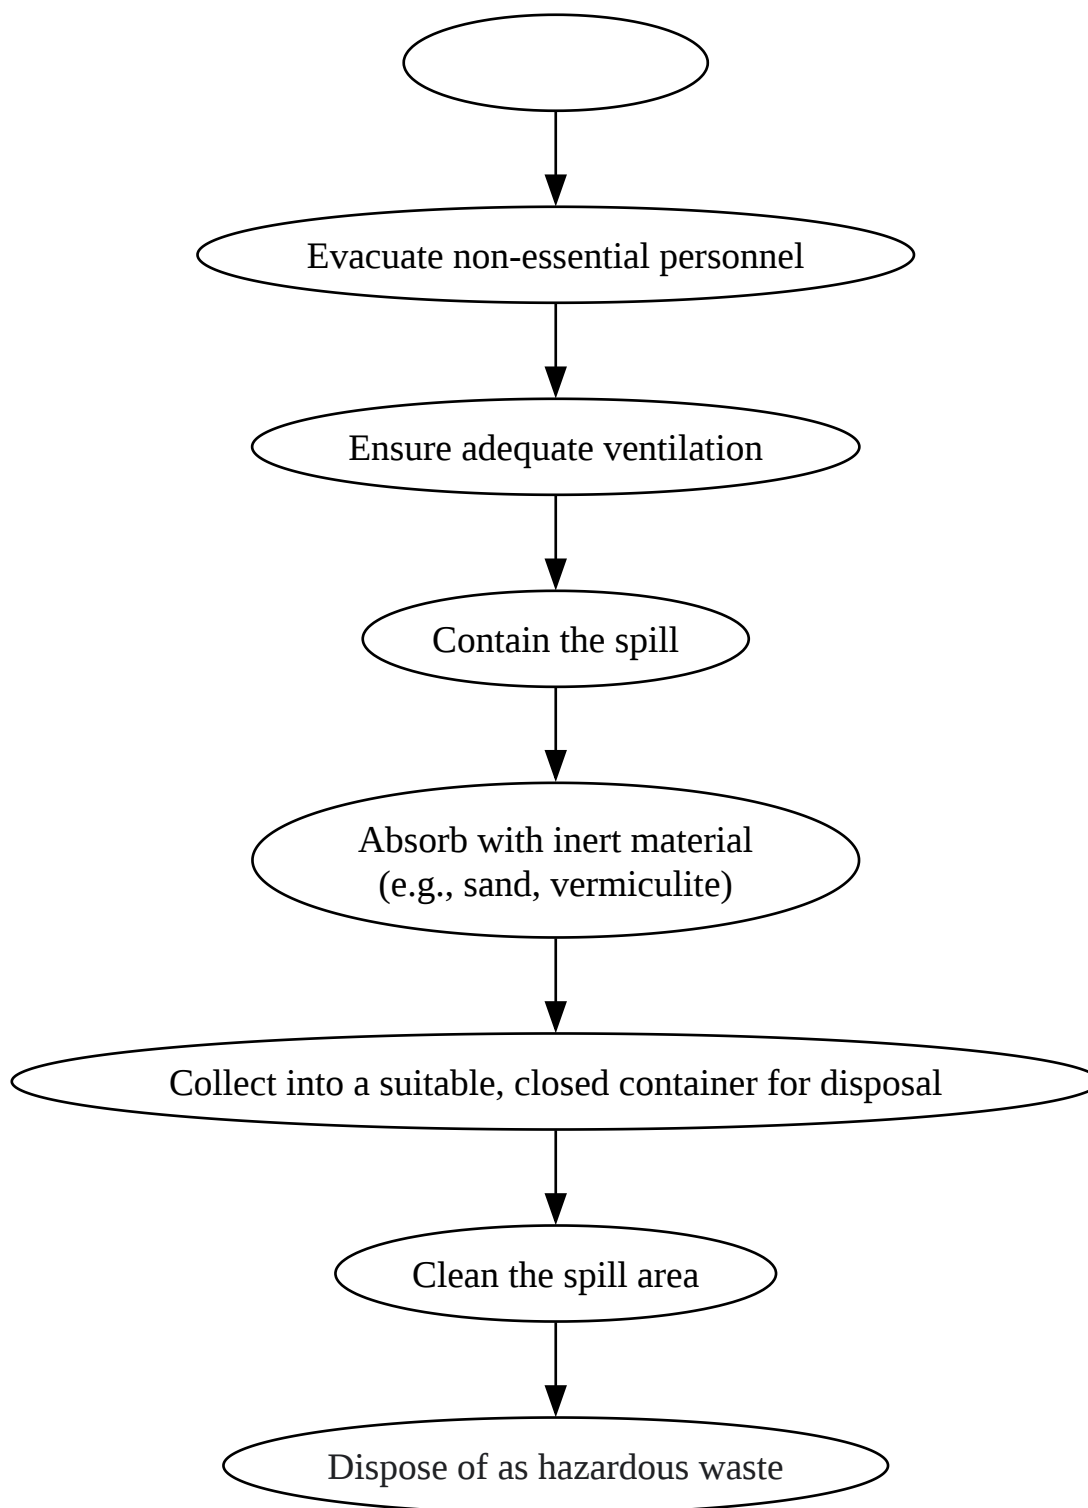 Evacuate non-essential personnel
Ensure adequate ventilation
Contain the spill
Absorb with inert material
(e.g., sand, vermiculite)
Collect into a suitable, closed container for disposal
Clean the spill area
Dispose of as hazardous waste